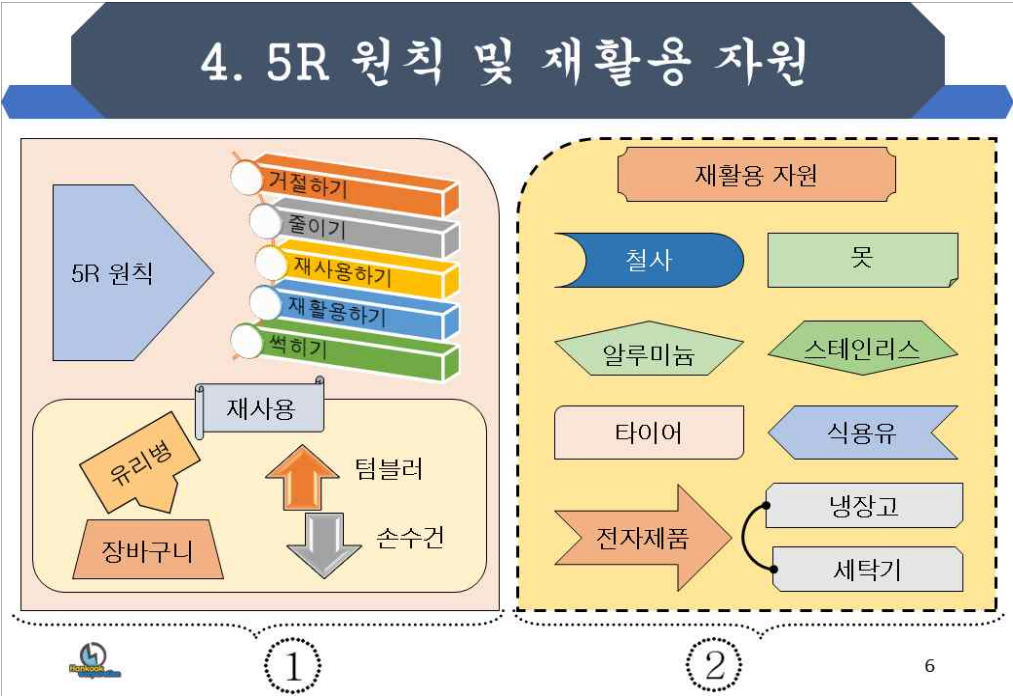 4. 5R 원칙 및 재활용 자원
5R 원칙
거절하기
줄이기
재사용하기
재활용하기
썩히기
재사용
유리병
장바구니
텀블러
손수건
①
재활용 자원
철사
못
알루미늄
스테인리스
타이어
식용유
전자제품
냉장고
세탁기
②
Hankook
6